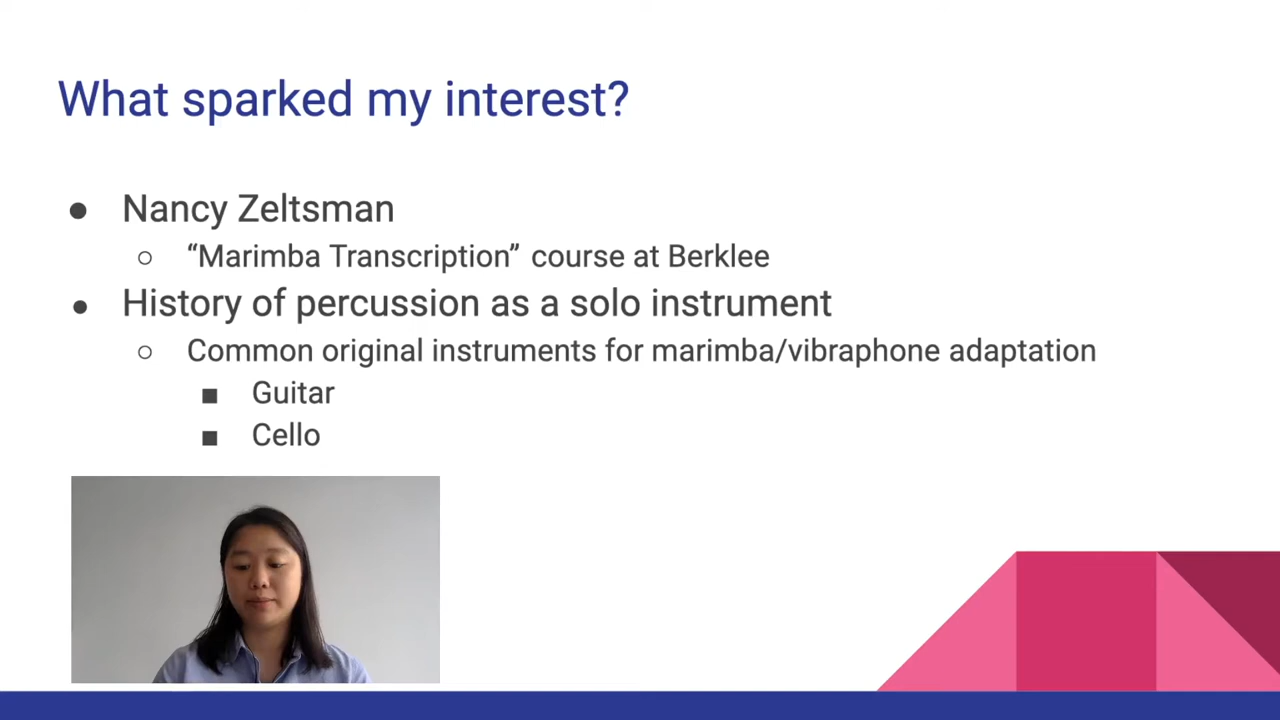 What sparked my interest?
Nancy Zeltsman
“Marimba Transcription” course at Berklee
History of percussion as a solo instrument
Common original instruments for marimba/vibraphone adaptation
Guitar
Cello